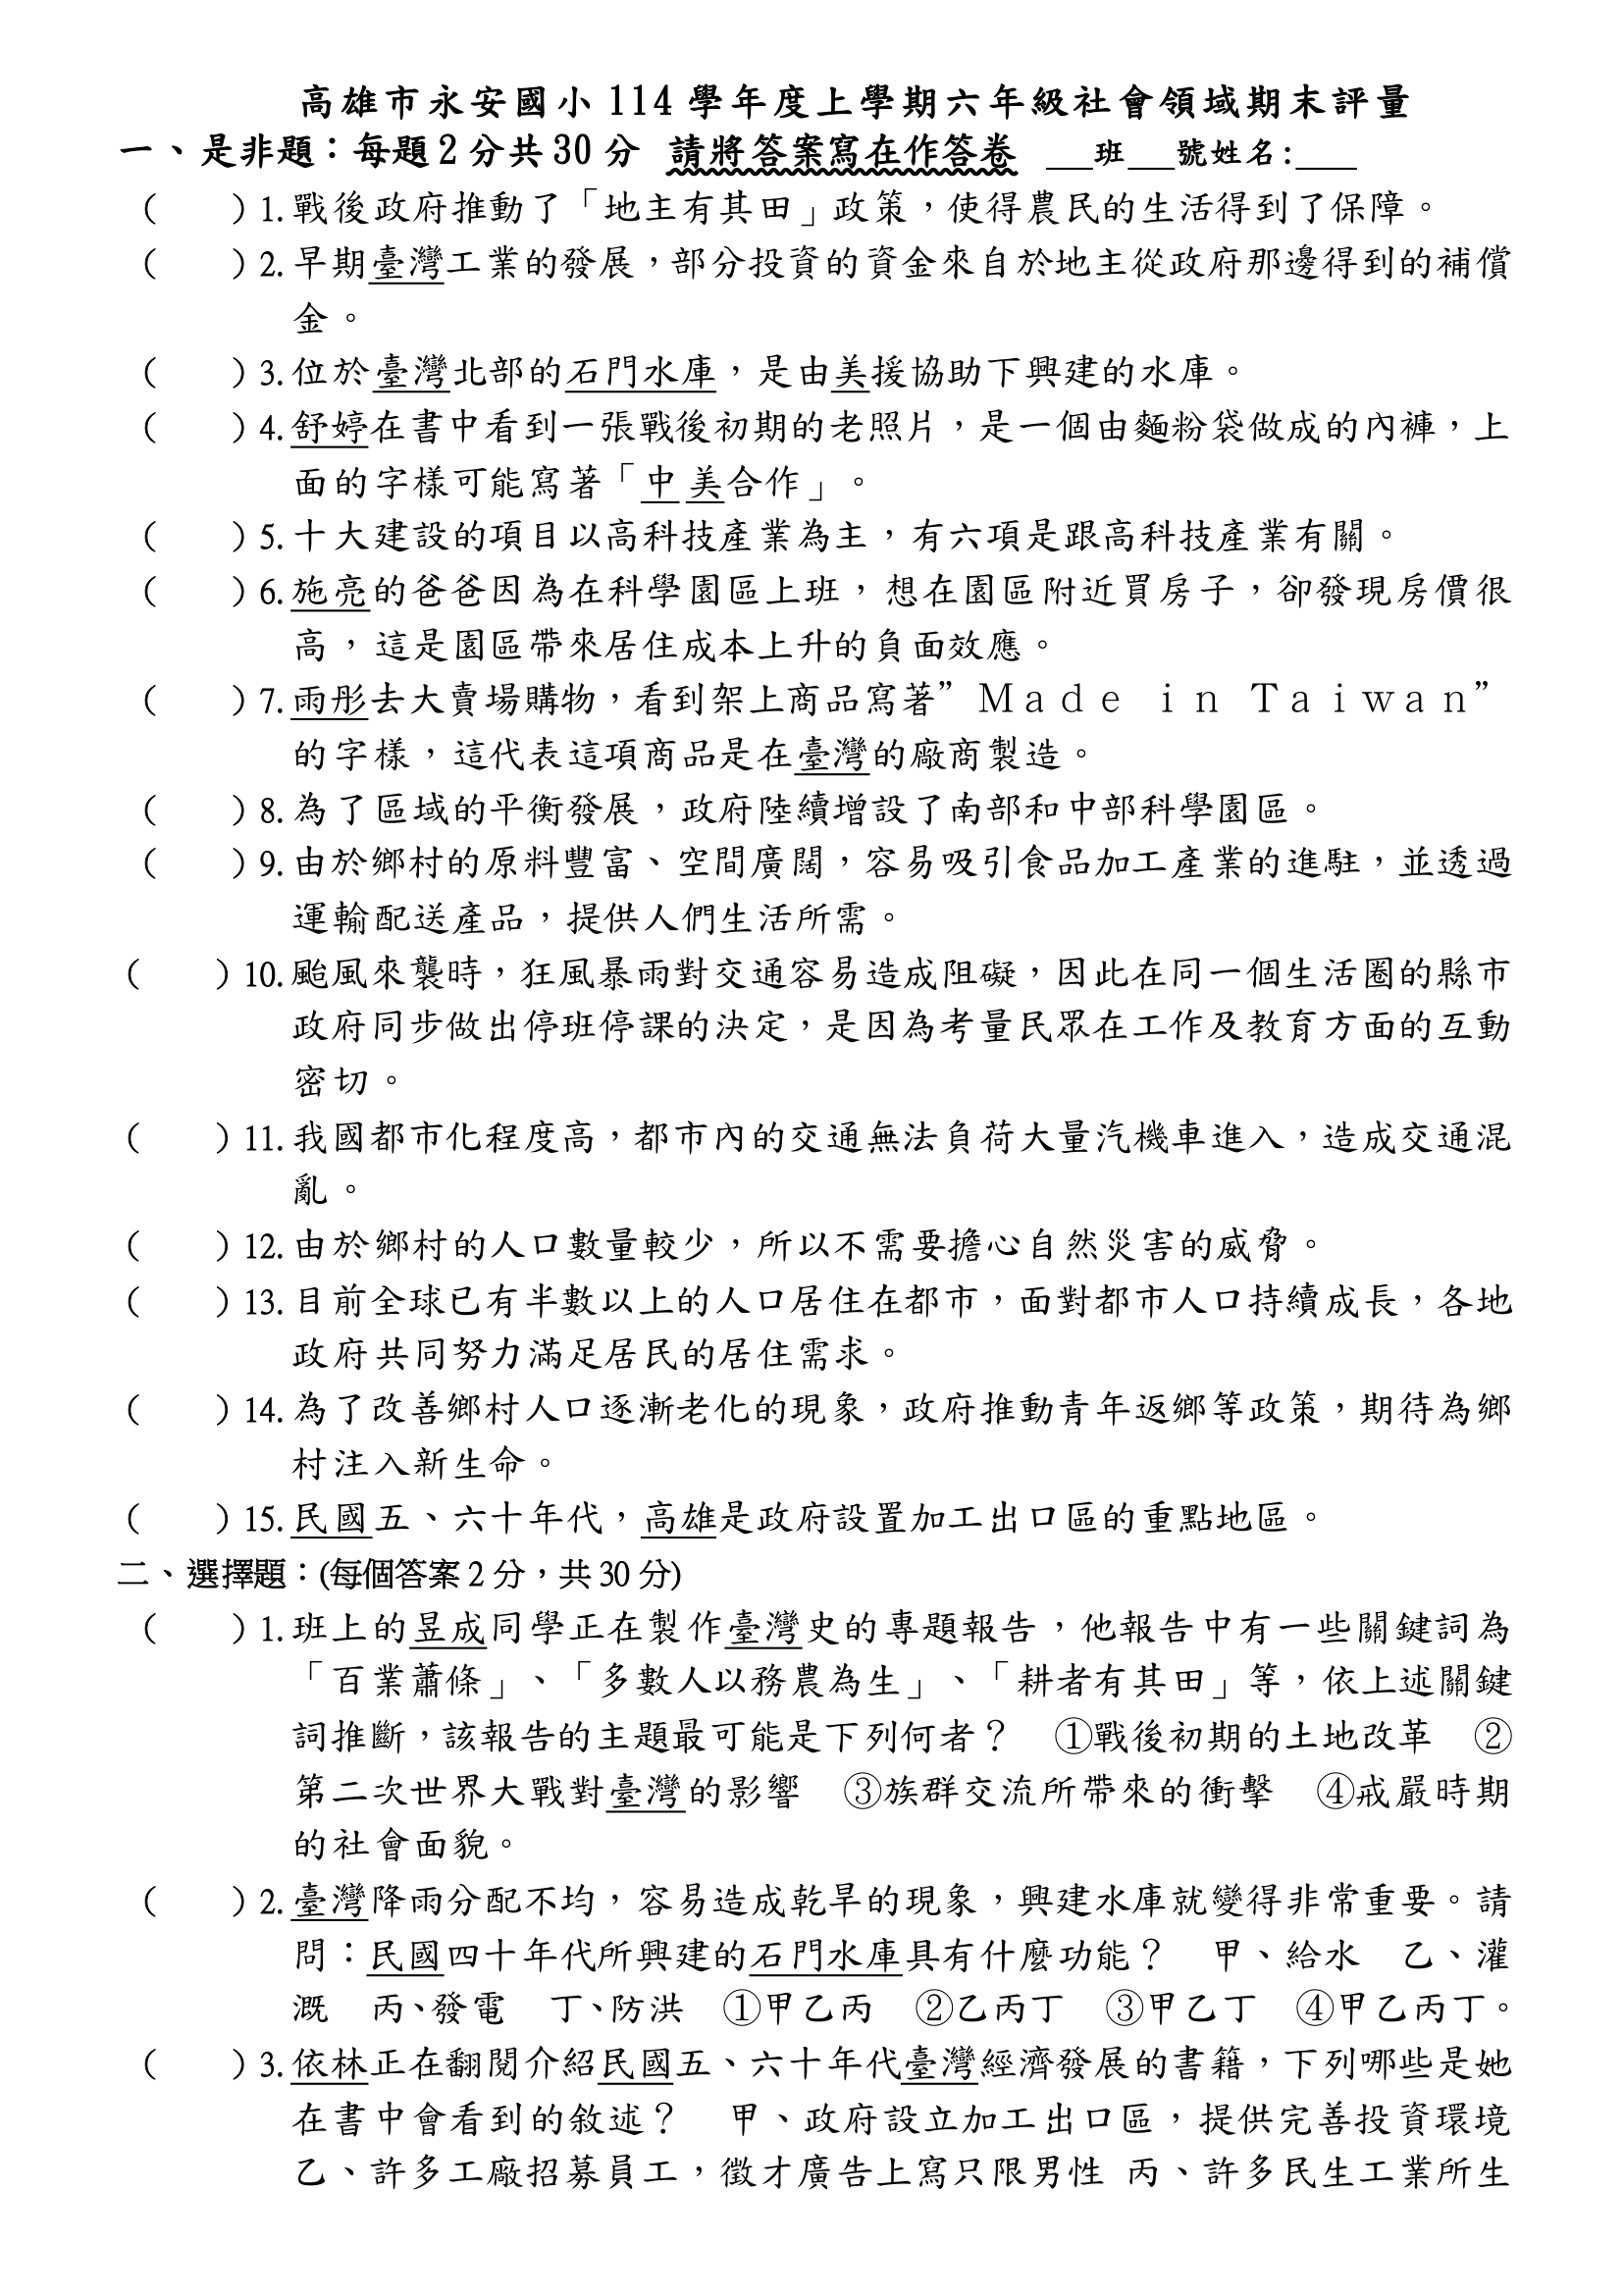 高雄市永安國小 114 學年度上學期六年級社會領域期末評量
一、是非題：每題 2 分共 30 分 請將答案寫在作答卷 ___班___號姓名:____
（　　）1. 戰後政府推動了「地主有其田」政策，使得農民的生活得到了保障。
（　　）2. 早期臺灣工業的發展，部分投資的資金來自於地主從政府那邊得到的補償
金。
（　　）3. 位於臺灣北部的石門水庫，是由美援協助下興建的水庫。
（　　）4. 舒婷在書中看到一張戰後初期的老照片，是一個由麵粉袋做成的內褲，上
面的字樣可能寫著「中美合作」。
（　　）5. 十大建設的項目以高科技產業為主，有六項是跟高科技產業有關。
（　　）6. 施亮的爸爸因為在科學園區上班，想在園區附近買房子，卻發現房價很
高，這是園區帶來居住成本上升的負面效應。
（　　）7. 雨彤去大賣場購物，看到架上商品寫著”Ｍａｄｅ　ｉｎ　Ｔａｉｗａｎ”
的字樣，這代表這項商品是在臺灣的廠商製造。
（　　）8. 為了區域的平衡發展，政府陸續增設了南部和中部科學園區。
（　　）9. 由於鄉村的原料豐富、空間廣闊，容易吸引食品加工產業的進駐，並透過
運輸配送產品，提供人們生活所需。
（　　）10. 颱風來襲時，狂風暴雨對交通容易造成阻礙，因此在同一個生活圈的縣市
政府同步做出停班停課的決定，是因為考量民眾在工作及教育方面的互動
密切。
（　　）11. 我國都市化程度高，都市內的交通無法負荷大量汽機車進入，造成交通混
亂。
（　　）12. 由於鄉村的人口數量較少，所以不需要擔心自然災害的威脅。
（　　）13. 目前全球已有半數以上的人口居住在都市，面對都市人口持續成長，各地
政府共同努力滿足居民的居住需求。
（　　）14. 為了改善鄉村人口逐漸老化的現象，政府推動青年返鄉等政策，期待為鄉
村注入新生命。
（　　）15. 民國五、六十年代，高雄是政府設置加工出口區的重點地區。
二、選擇題：(每個答案 2 分，共 30 分)
（　　）1. 班上的昱成同學正在製作臺灣史的專題報告，他報告中有一些關鍵詞為
「百業蕭條」、「多數人以務農為生」、「耕者有其田」等，依上述關鍵
詞推斷，該報告的主題最可能是下列何者？　①戰後初期的土地改革　②
第二次世界大戰對臺灣的影響　③族群交流所帶來的衝擊　④戒嚴時期
的社會面貌。
（　　）2. 臺灣降雨分配不均，容易造成乾旱的現象，興建水庫就變得非常重要。請
問：民國四十年代所興建的石門水庫具有什麼功能？　甲、給水　乙、灌
溉　丙、發電　丁、防洪　①甲乙丙　②乙丙丁　③甲乙丁　④甲乙丙丁。
（　　）3. 依林正在翻閱介紹民國五、六十年代臺灣經濟發展的書籍，下列哪些是她
在書中會看到的敘述？　甲、政府設立加工出口區，提供完善投資環境
乙、許多工廠招募員工，徵才廣告上寫只限男性 丙、許多民生工業所生